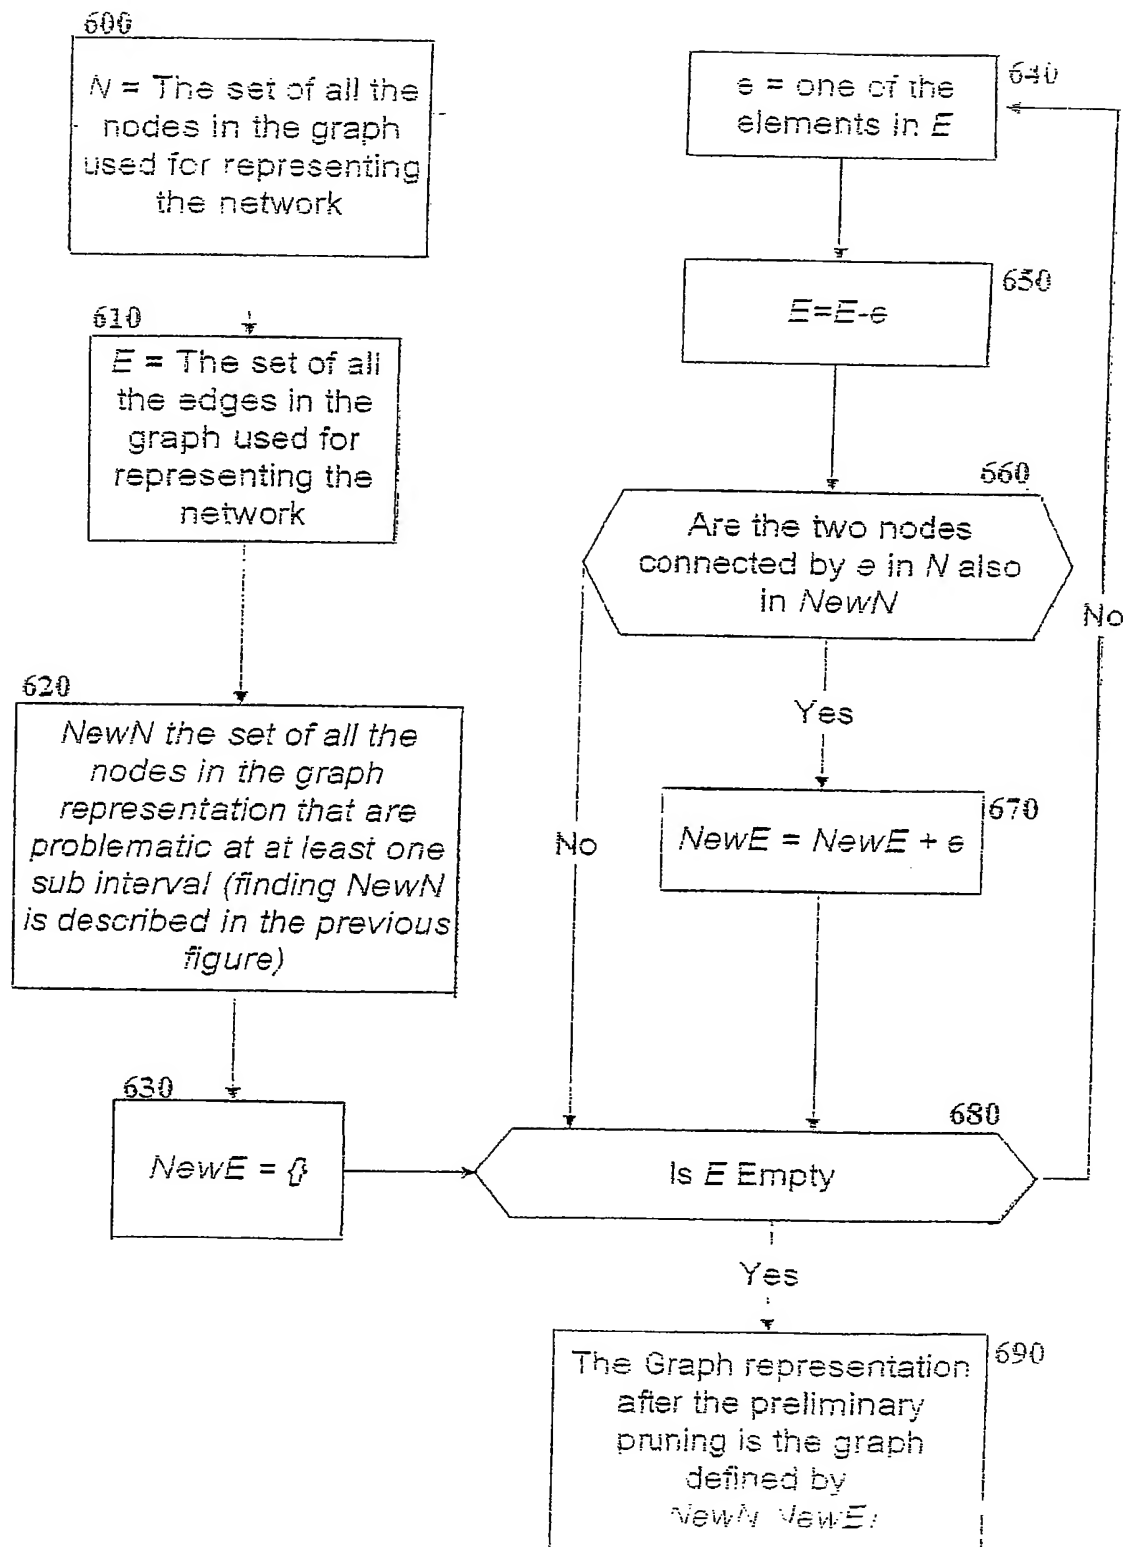 600
N = The set of all the
nodes in the graph
used for representing
the network
610
E = The set of all
the edges in the
graph used for
representing the
network
620
NewN the set of all the
nodes in the graph
representation that are
problematic at at least one
sub interval (finding NewN
is described in the previous
figure)
630
NewE = {}
640
e = one of the
elements in E
650
E=E-e
660
Are the two nodes
connected by e in N also
in NewN
Yes
No
670
NewE = NewE + e
No
680
Is E Empty
Yes
690
The Graph representation
after the preliminary
pruning is the graph
defined by
NewN NewE